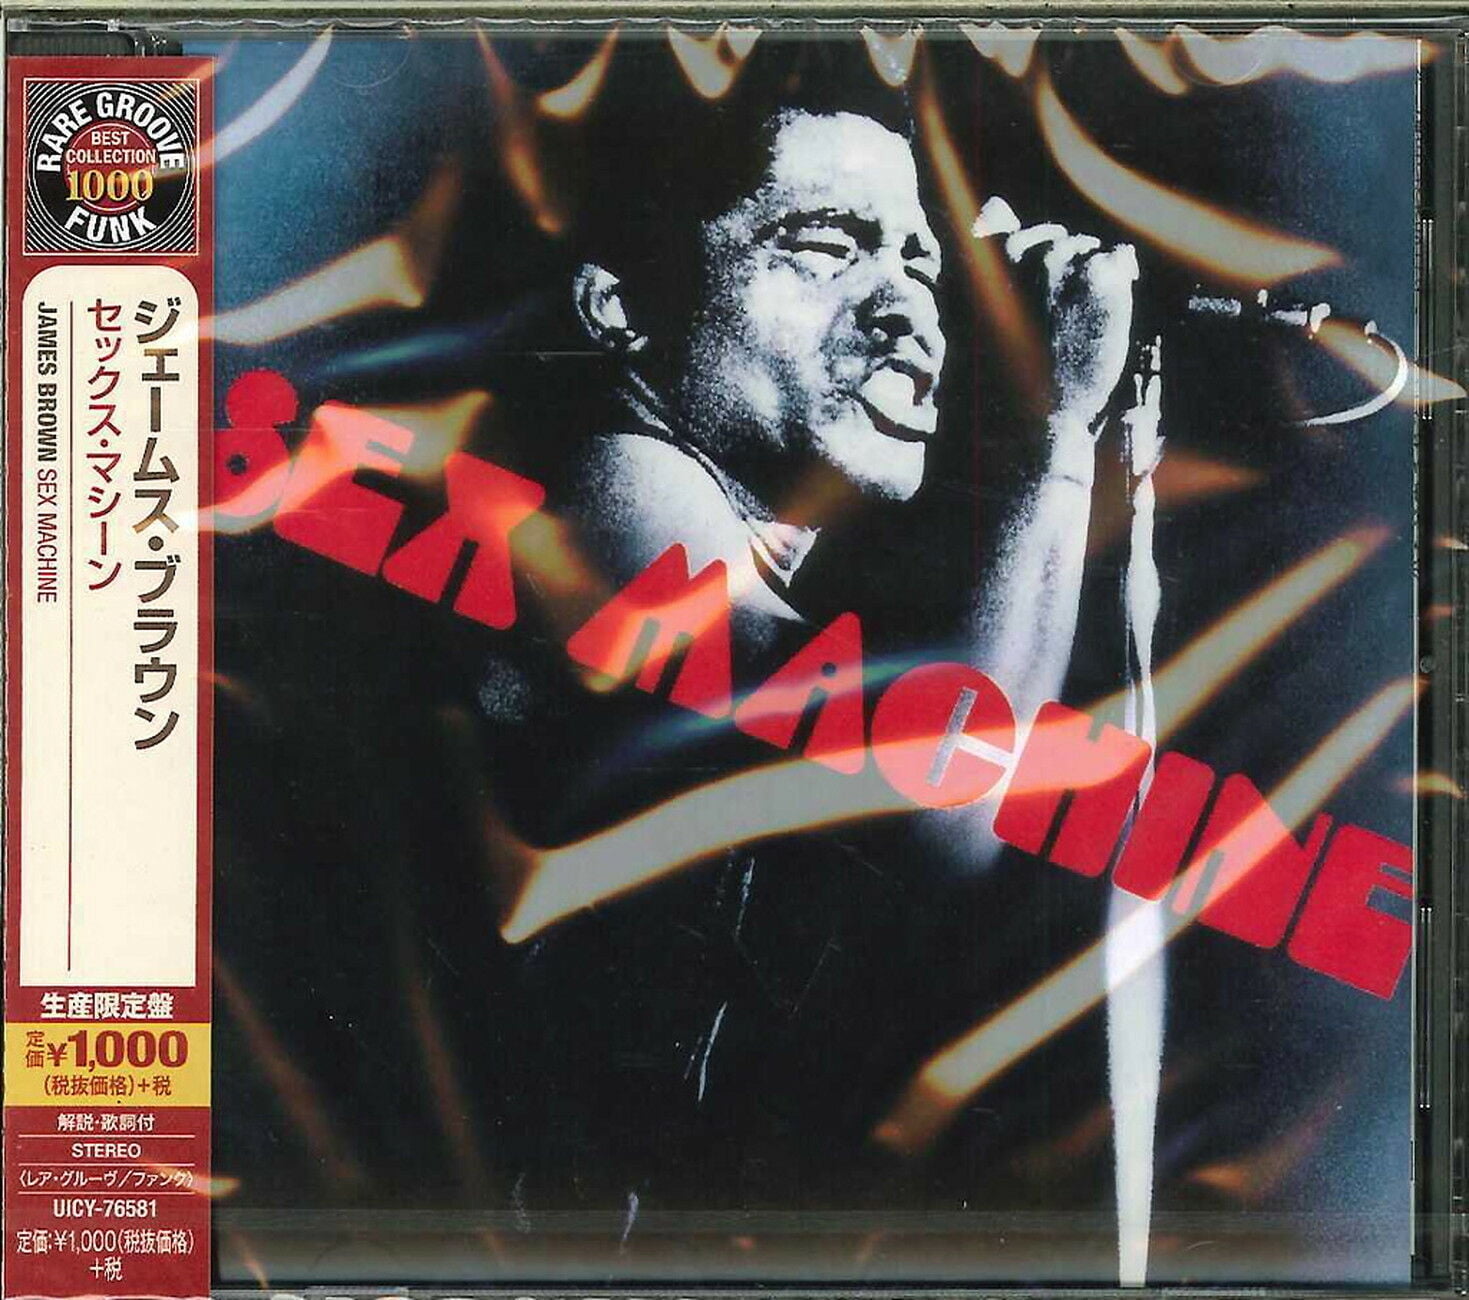 RARE GROOVE
BEST
COLLECTION
1000
FUNK
ジェームス・ブラウン
セックス・マシーン
JAMES BROWN SEX MACHINE
生産限定盤
定価¥1,000
(税抜価格)+税
解説・歌詞付
STEREO
〈レア・グルーヴ/ファンク〉
UICY-76581
定価:¥1,000(税抜価格)
+税
SEX MACHINE